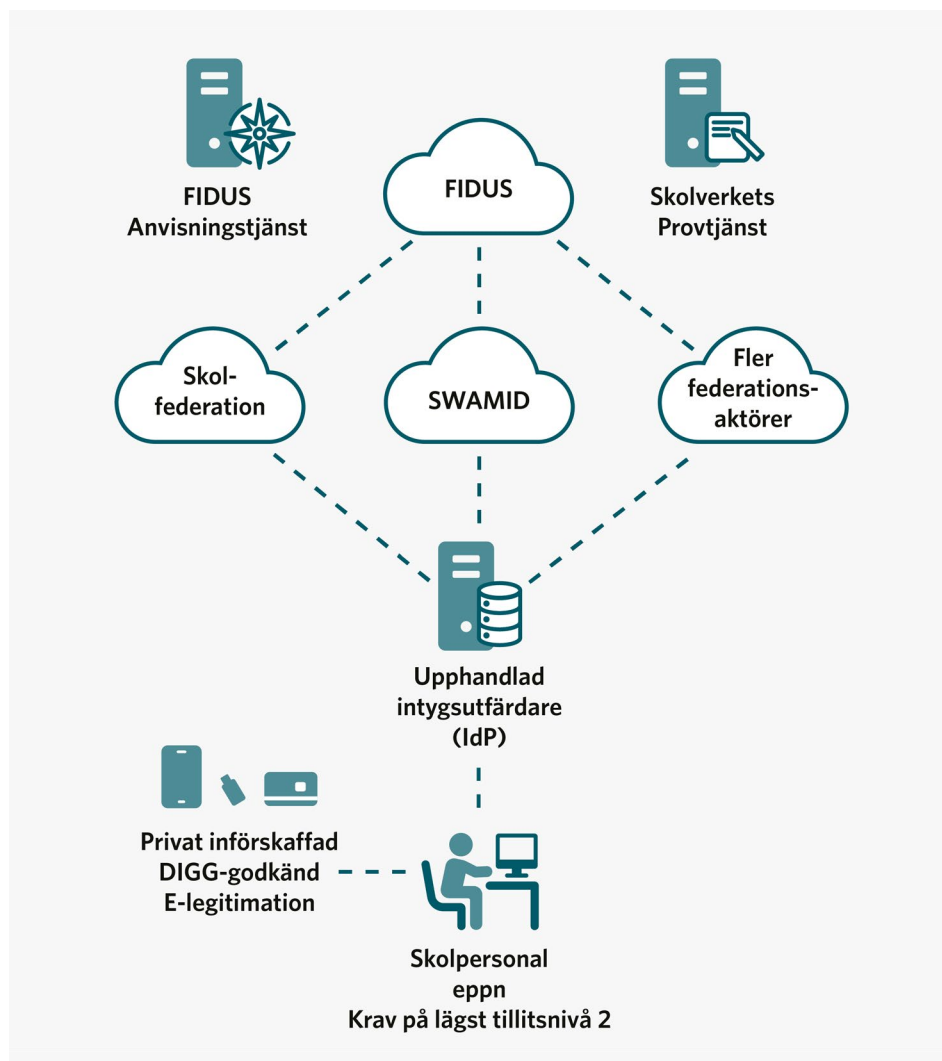 FIDUS
Anvisningstjänst
FIDUS
Skolverkets
Provtjänst
Skol-
federation
SWAMID
Fler
federations-
aktörer
Upphandlad
intygsutfärdare
(IdP)
Privat införskaffad
DIGG-godkänd
E-legitimation
Skolpersonal
eppn
Krav på lägst tillitsnivå 2